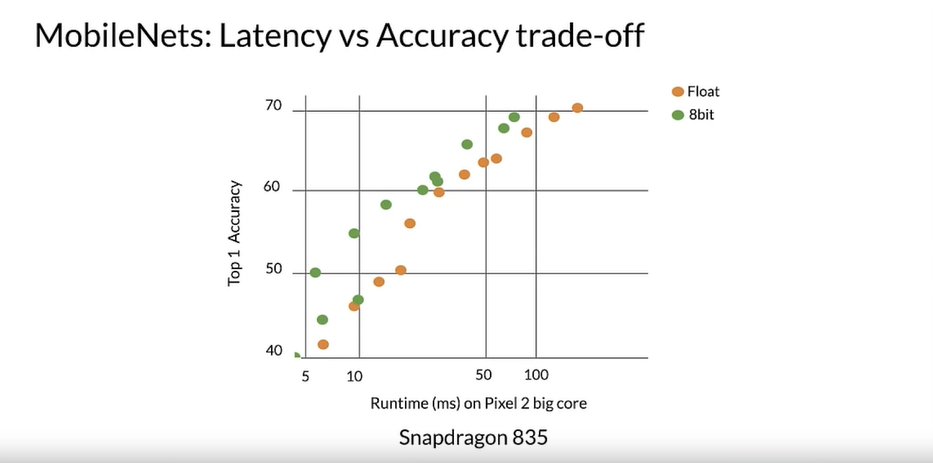 MobileNets: Latency vs Accuracy trade-off
Float
8bit
70
60
50
40
Top 1 Accuracy
5 10 50 100
Runtime (ms) on Pixel 2 big core
Snapdragon 835